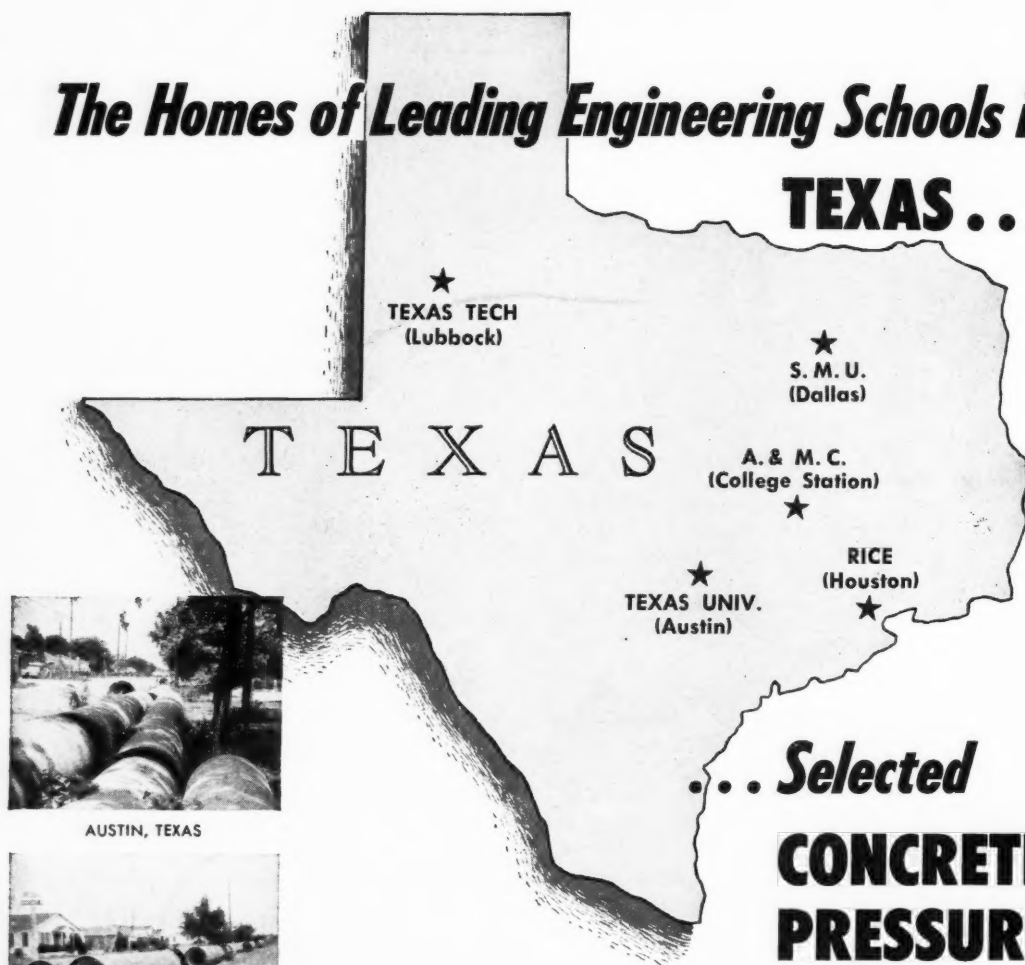 The Homes of Leading Engineering Schools i
TEXAS . .
TEXAS TECH
(Lubbock)
S. M. U.
(Dallas)
TEXAS
A. & M. C.
(College Station)
RICE
(Houston)
TEXAS UNIV.
(Austin)
AUSTIN, TEXAS
. . . Selected
CONCRETE
PRESSUR